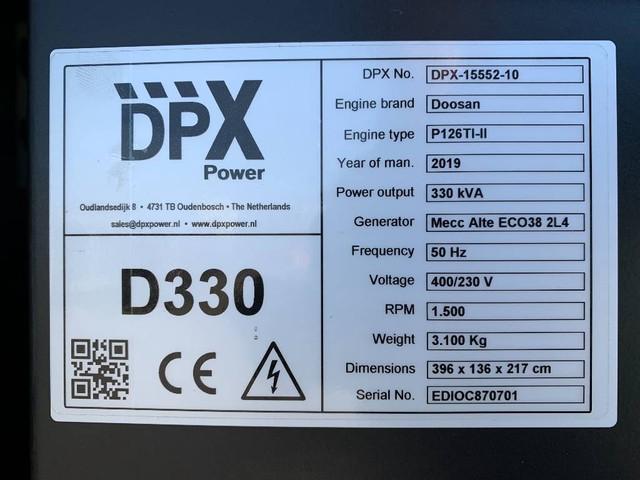 DPX
Power
Oudlandsedijk 8 • 4731 TB Oudenbosch • The Netherlands
sales@dpxpower.nl • www.dpxpower.nl
D330
CE
DPX No. DPX-15552-10
Engine brand Doosan
Engine type P126TI-II
Year of man. 2019
Power output 330 kVA
Generator Mecc Alte ECO38 2L4
Frequency 50 Hz
Voltage 400/230 V
RPM 1.500
Weight 3.100 Kg
Dimensions 396 x 136 x 217 cm
Serial No. EDIOC870701